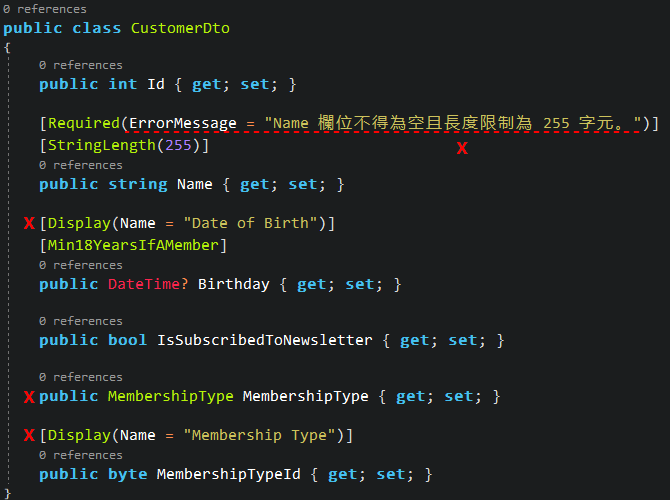 0 references
public class CustomerDto
{
0 references
public int Id { get; set; }
[Required(ErrorMessage = "Name 欄位不得為空且長度限制為 255 字元。")]
X
[StringLength(255)]
0 references
public string Name { get; set; }
X [Display(Name = "Date of Birth")]
[Min18YearsIfAMember]
0 references
public DateTime? Birthday { get; set; }
0 references
public bool IsSubscribedToNewsletter { get; set; }
0 references
X public MembershipType MembershipType { get; set; }
X [Display(Name = "Membership Type")]
0 references
public byte MembershipTypeId { get; set; }
}